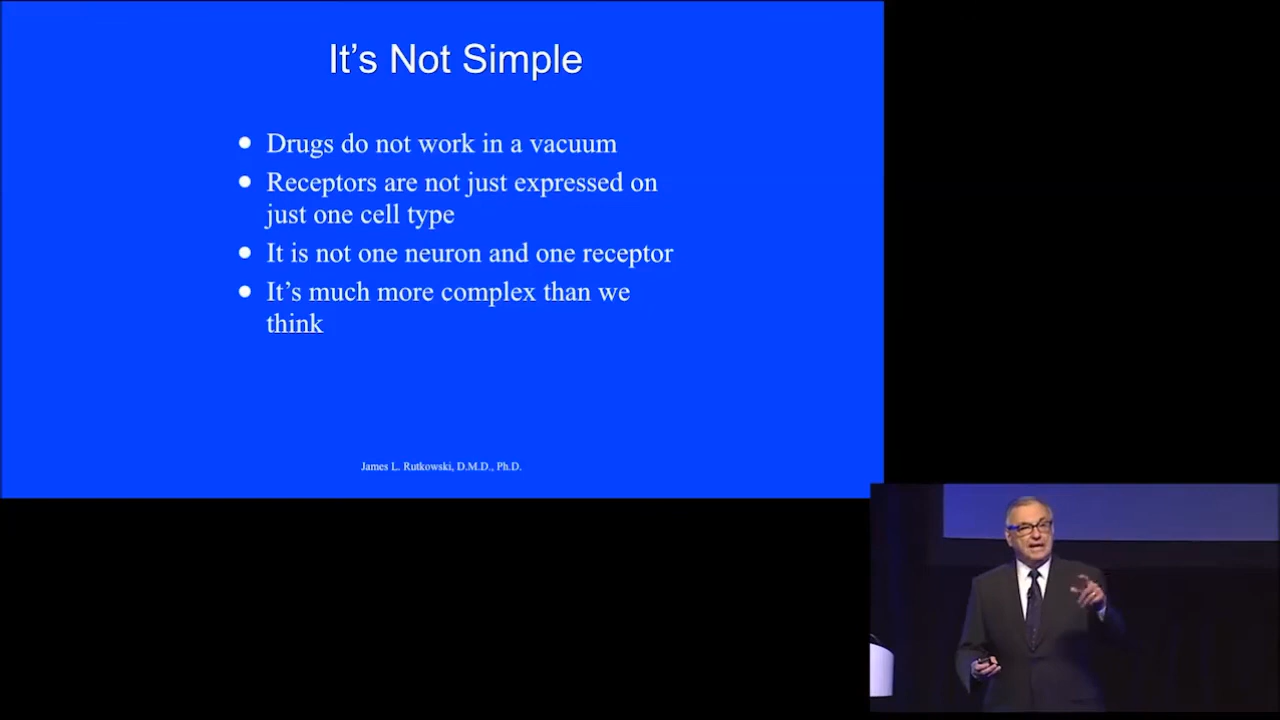 It’s Not Simple
Drugs do not work in a vacuum
Receptors are not just expressed on
just one cell type
It is not one neuron and one receptor
It’s much more complex than we
think
James L. Rutkowski, D.M.D., Ph.D.